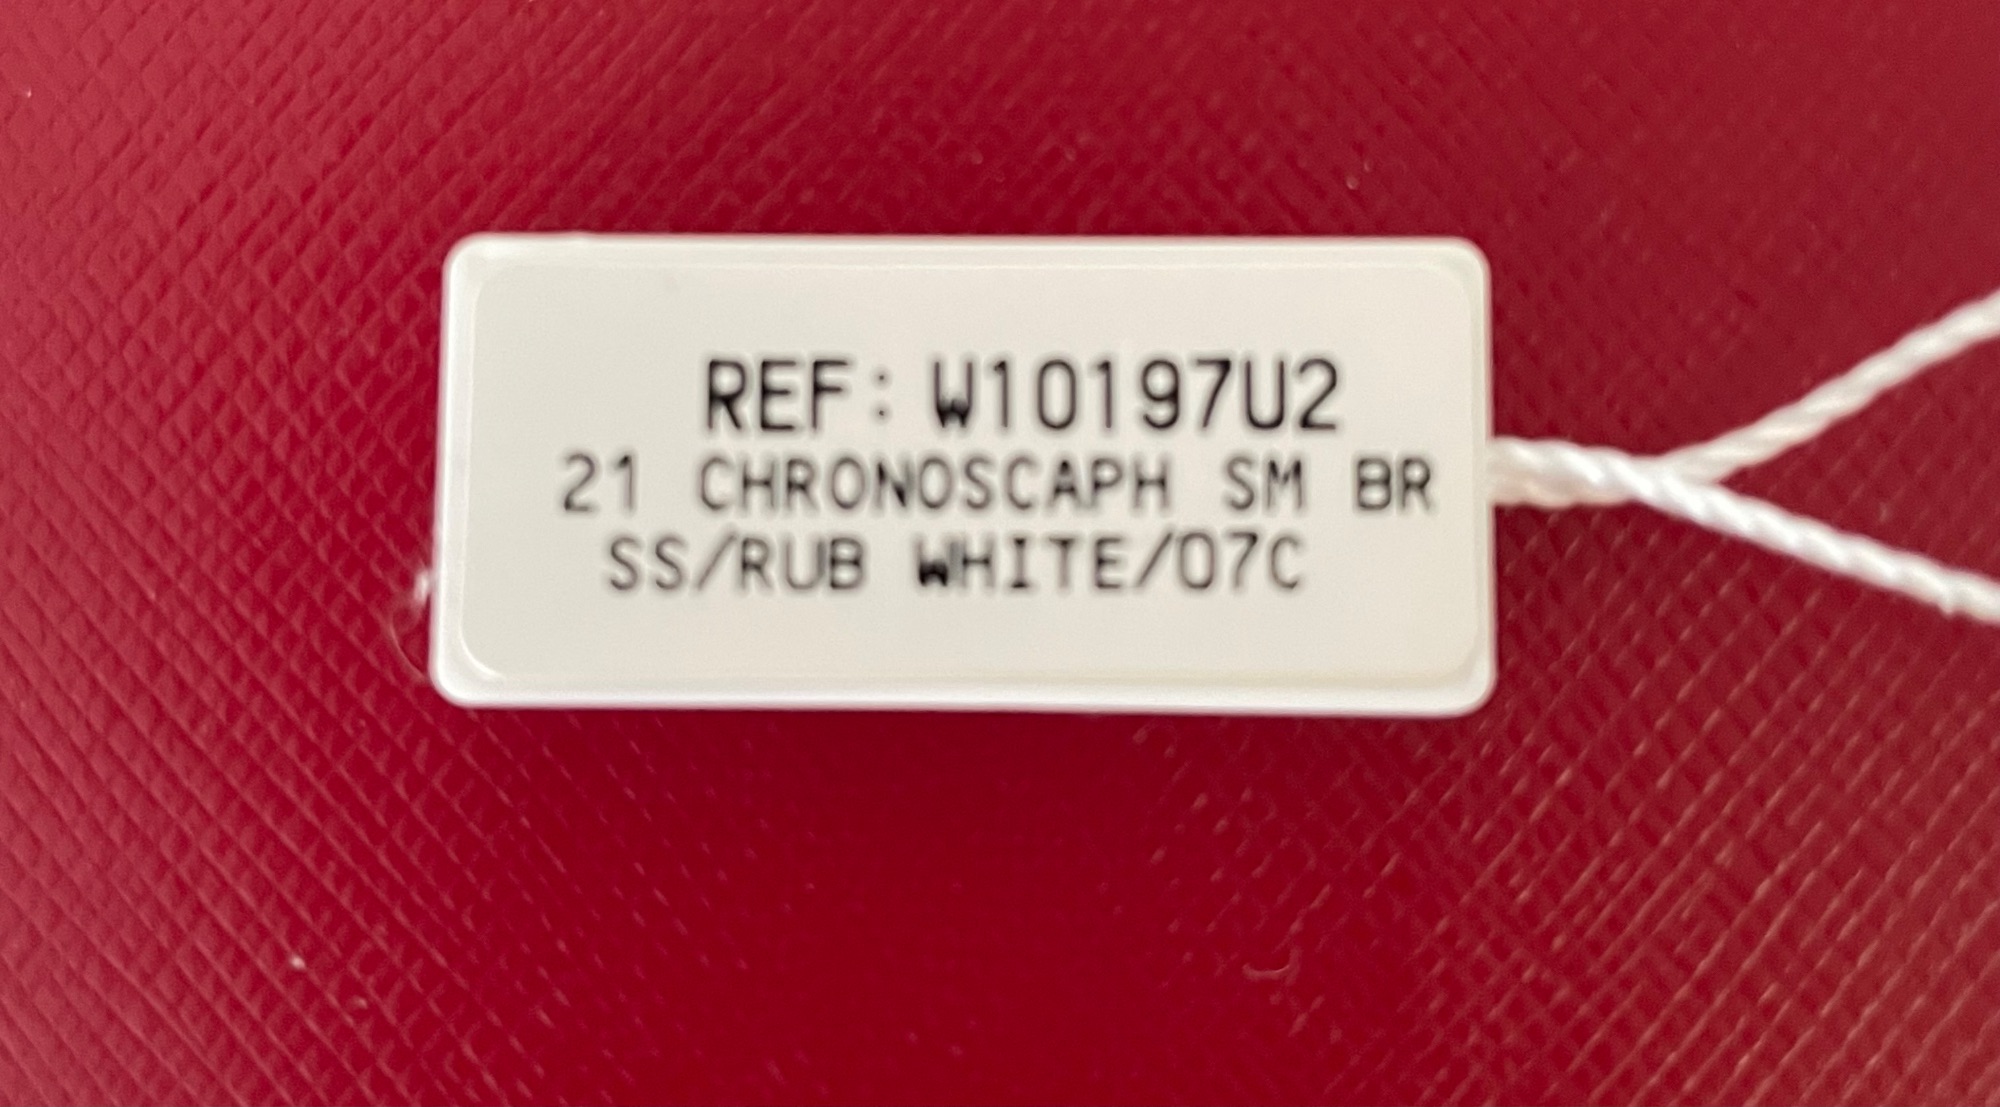 REF: W10197U2
21 CHRONOSCAPH SM BR
SS/RUB WHITE/07C